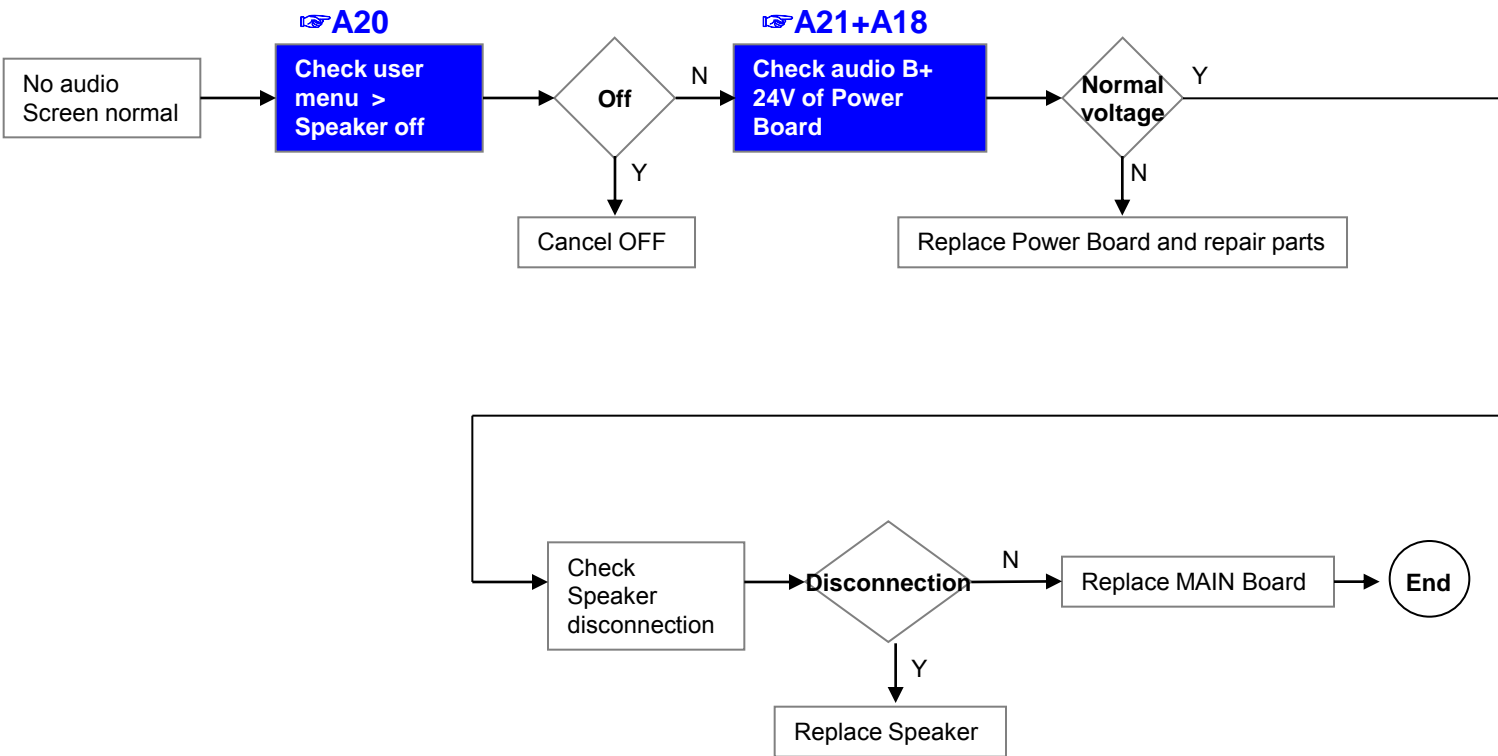 ☞A20
☞A21+A18
No audio
Screen normal
Check user
menu >
Speaker off
Off
N
Y
Cancel OFF
Check audio B+
24V of Power
Board
Normal
voltage
Y
N
Replace Power Board and repair parts
Check
Speaker
disconnection
Disconnection
N
Y
Replace Speaker
Replace MAIN Board
End